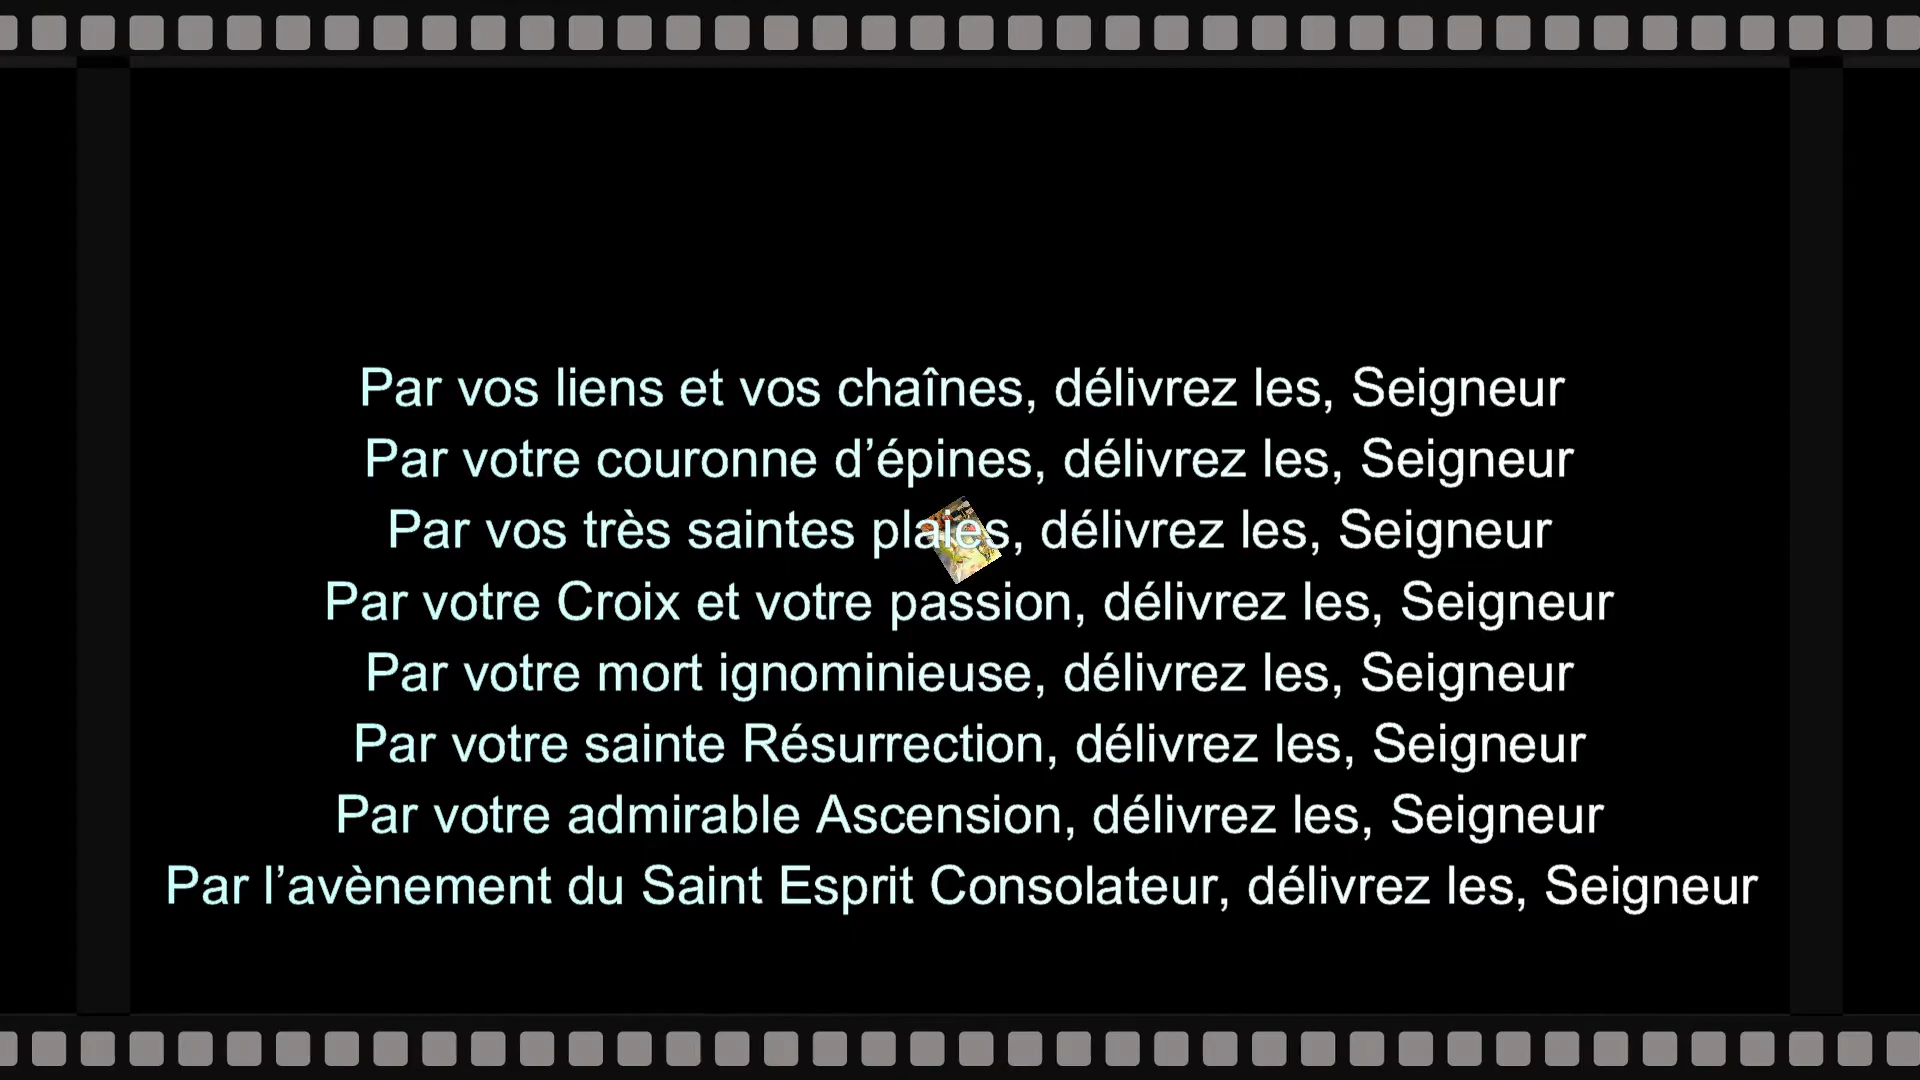 Par vos liens et vos chaînes, délivrez les, Seigneur
Par votre couronne d’épines, délivrez les, Seigneur
Par vos très saintes plaies, délivrez les, Seigneur
Par votre Croix et votre passion, délivrez les, Seigneur
Par votre mort ignominieuse, délivrez les, Seigneur
Par votre sainte Résurrection, délivrez les, Seigneur
Par votre admirable Ascension, délivrez les, Seigneur
Par l’avènement du Saint Esprit Consolateur, délivrez les, Seigneur